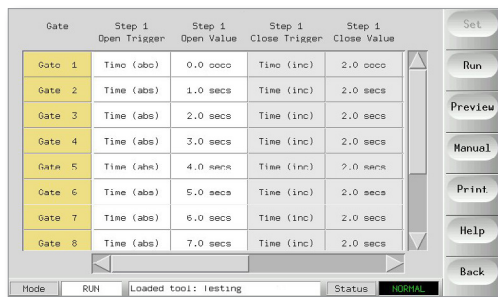 Gate Step 1 Step 1 Step 1 Step 1
Open Trigger Open Value Close Trigger Close Value
Gate 1 Time (abs) 0.0 secs Time (inc) 2.0 secs
Gate 2 Time (abs) 1.0 secs Time (inc) 2.0 secs
Gate 3 Time (abs) 2.0 secs Time (inc) 2.0 secs
Gate 4 Time (abs) 3.0 secs Time (inc) 2.0 secs
Gate 5 Time (abs) 4.0 secs Time (inc) 2.0 secs
Gate 6 Time (abs) 5.0 secs Time (inc) 2.0 secs
Gate 7 Time (abs) 6.0 secs Time (inc) 2.0 secs
Gate 8 Time (abs) 7.0 secs Time (inc) 2.0 secs
Set
Run
Preview
Manual
Print
Help
Back
Mode RUN Loaded tool: Testing Status NORMAL